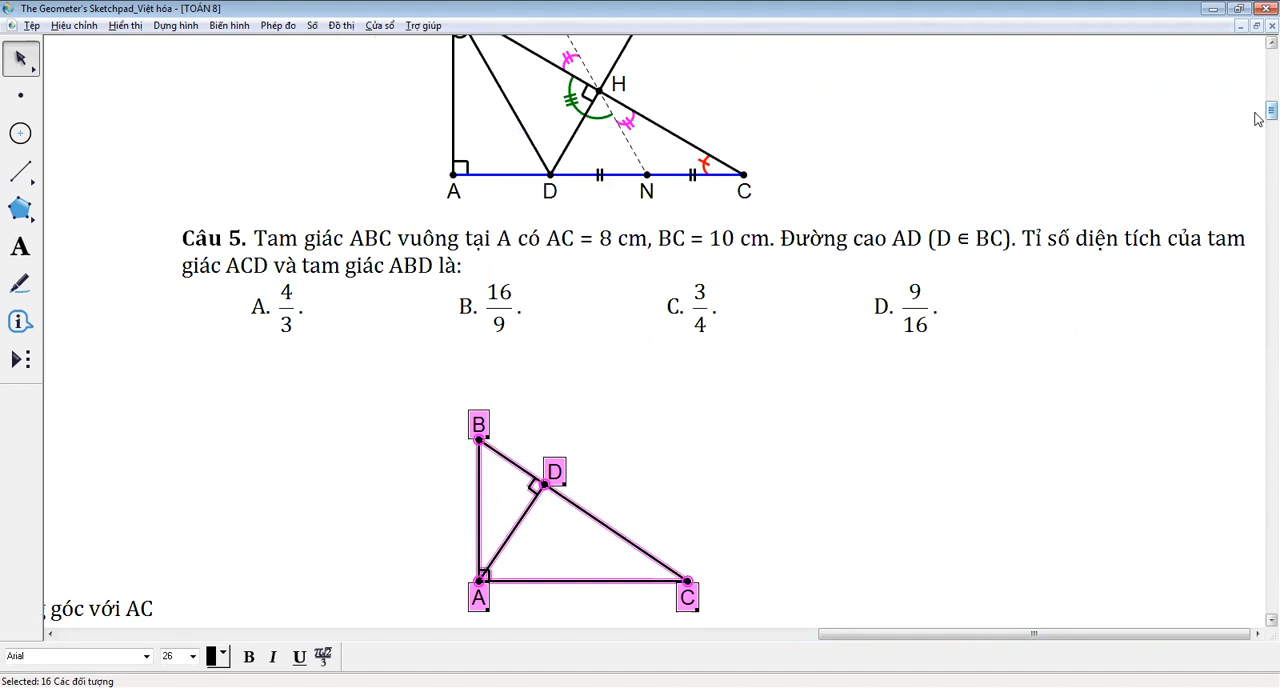 The Geometer's Sketchpad_Việt hóa - [TOÁN 8]
Tệp Hiệu chỉnh Hiển thị Dựng hình Biến hình Phép đo Số Đồ thị Cửa sổ Trợ giúp
H
A D N C
Câu 5. Tam giác ABC vuông tại A có AC = 8 cm, BC = 10 cm. Đường cao AD (D ∈ BC). Tỉ số diện tích của tam
giác ACD và tam giác ABD là:
A. 4/3. B. 16/9. C. 3/4. D. 9/16.
B
D
A C
góc với AC
Arial 26 B I U
Selected: 16 Các đối tượng